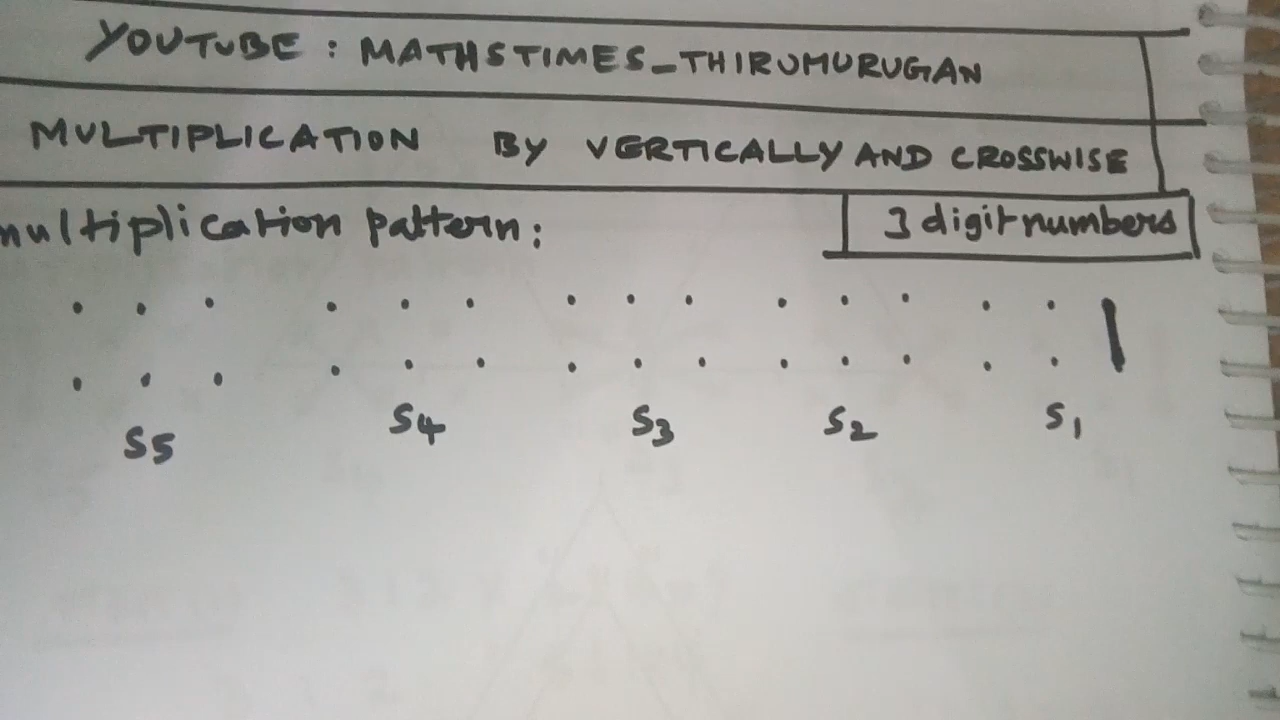 YOUTUBE : MATHSTIMES_THIRUMURUGAN
MULTIPLICATION BY VERTICALLY AND CROSSWISE
multiplication pattern:
3 digit numbers
S5 S4 S3 S2 S1